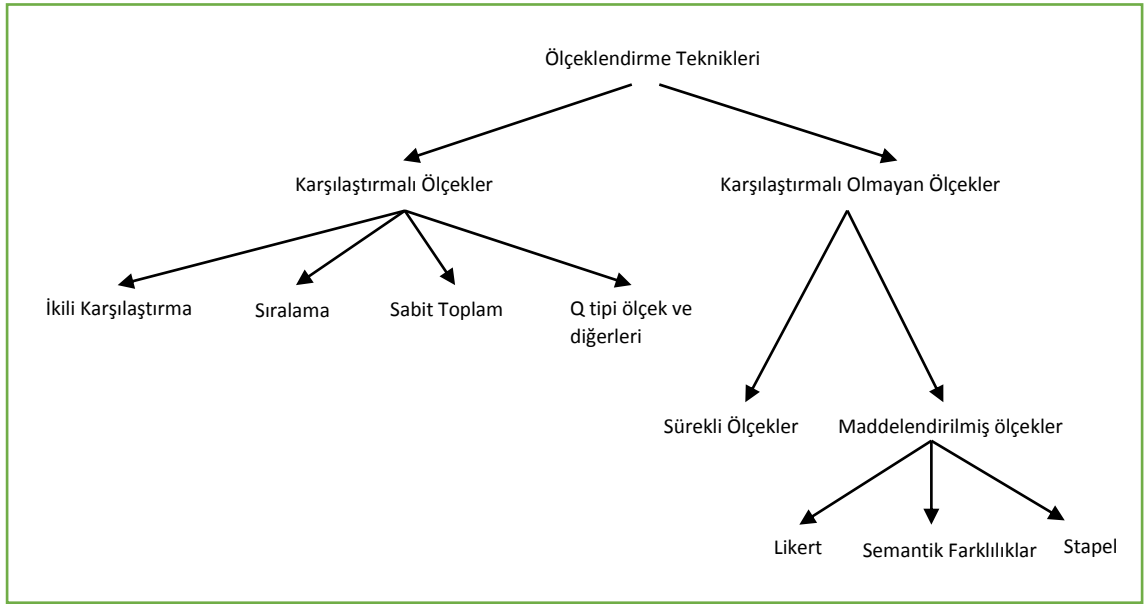 Ölçeklendirme Teknikleri
Karşılaştırmalı Ölçekler
Karşılaştırmalı Olmayan Ölçekler
İkili Karşılaştırma
Sıralama
Sabit Toplam
Q tipi ölçek ve
diğerleri
Sürekli Ölçekler
Maddelendirilmiş ölçekler
Likert
Semantik Farklılıklar
Stapel